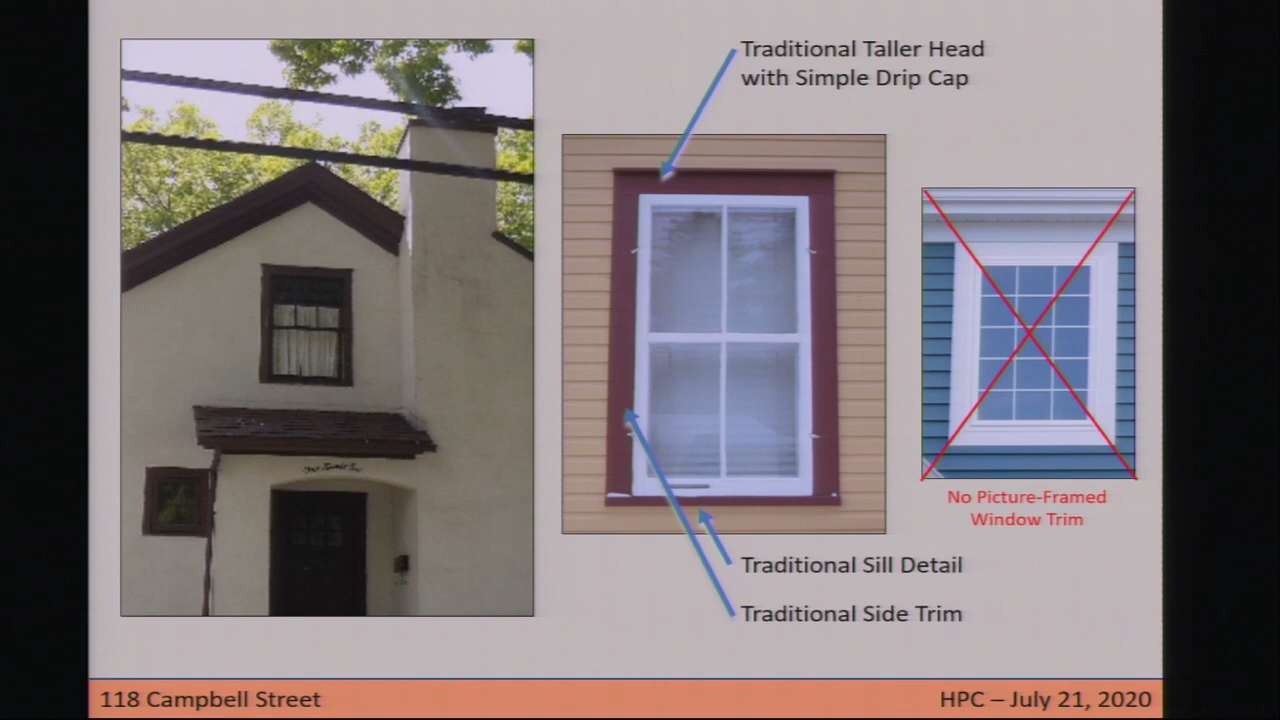 Traditional Taller Head
with Simple Drip Cap
No Picture-Framed
Window Trim
Traditional Sill Detail
Traditional Side Trim
118 Campbell Street
HPC – July 21, 2020